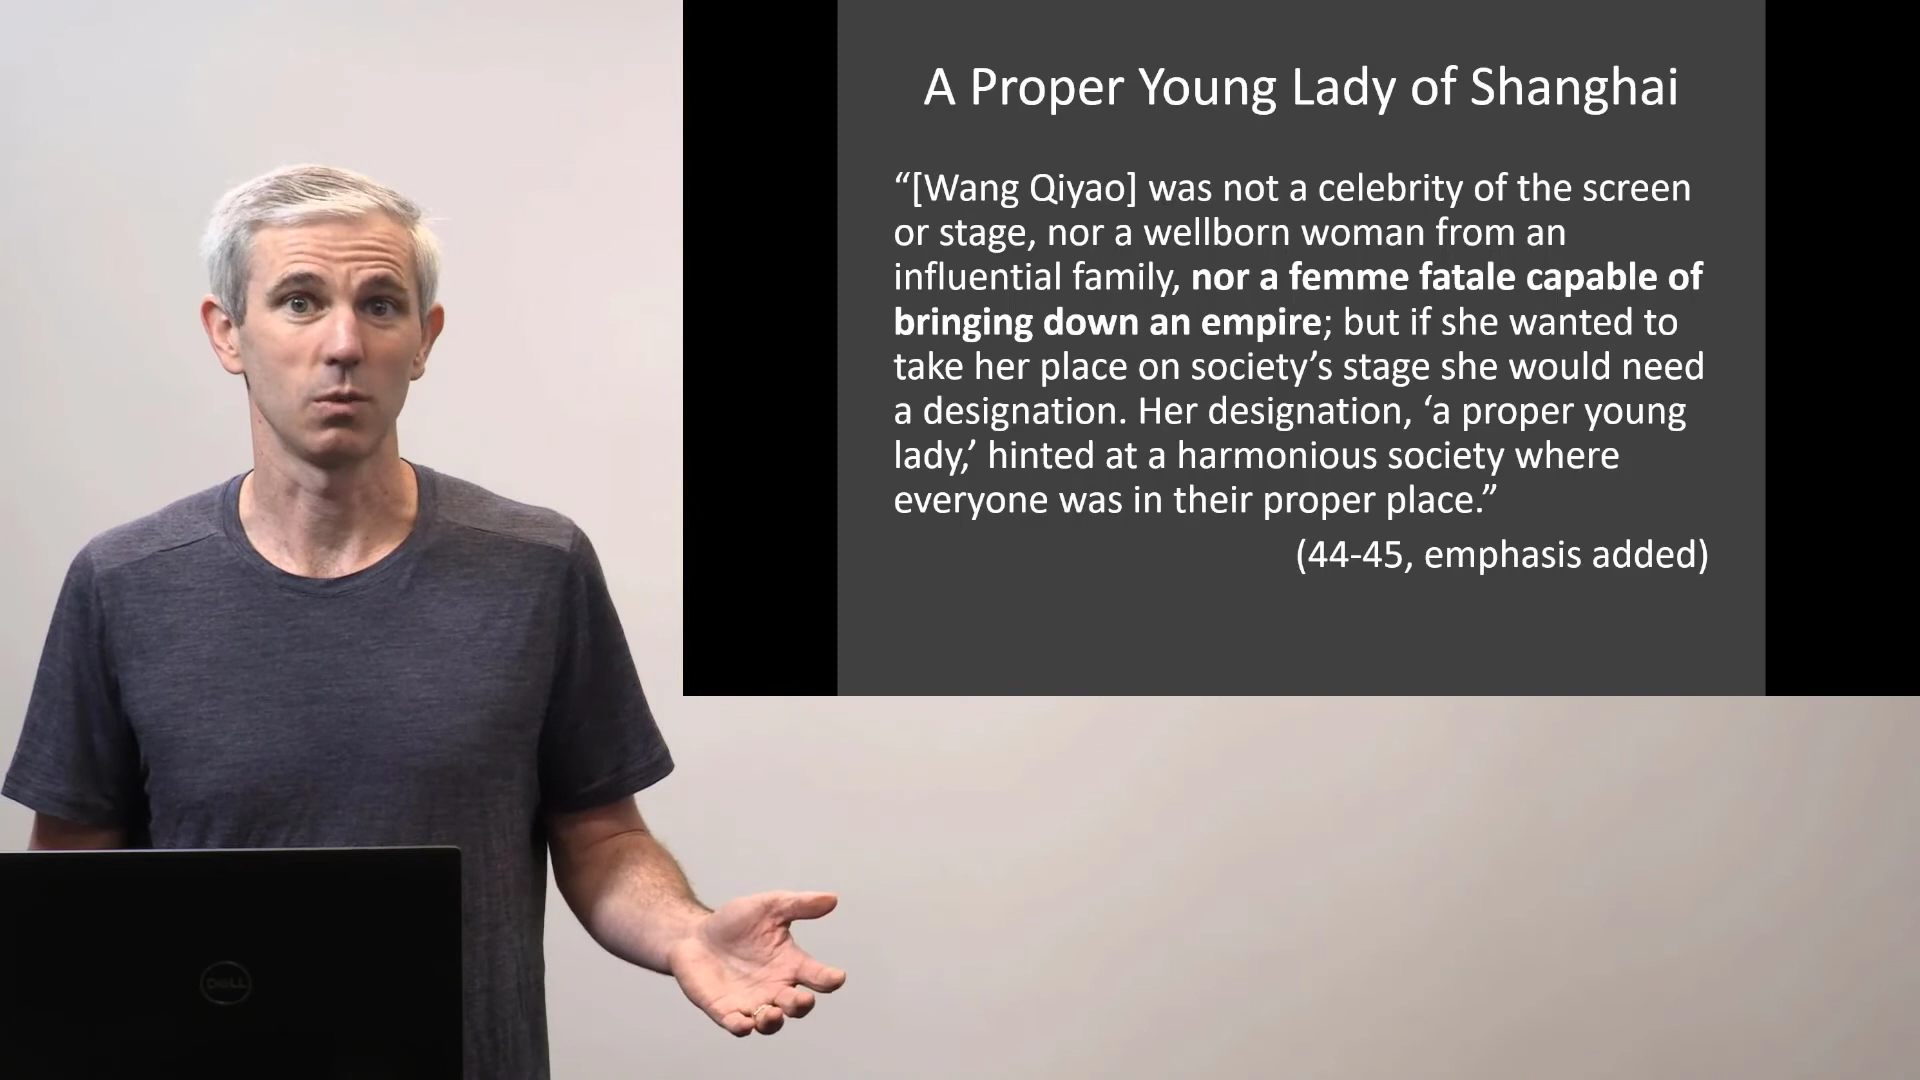 A Proper Young Lady of Shanghai
“[Wang Qiyao] was not a celebrity of the screen
or stage, nor a wellborn woman from an
influential family, nor a femme fatale capable of
bringing down an empire; but if she wanted to
take her place on society’s stage she would need
a designation. Her designation, ‘a proper young
lady,’ hinted at a harmonious society where
everyone was in their proper place.”
(44-45, emphasis added)
DELL